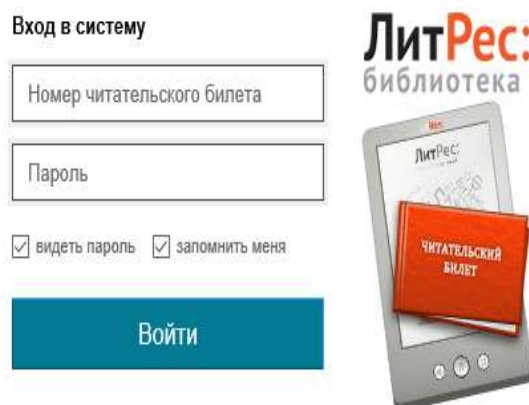 Вход в систему
Номер читательского билета
Пароль
видеть пароль
запомнить меня
Войти
ЛитРес:
библиотека
ЛитРес:
ЧИТАТЕЛЬСКИЙ
БИЛЕТ